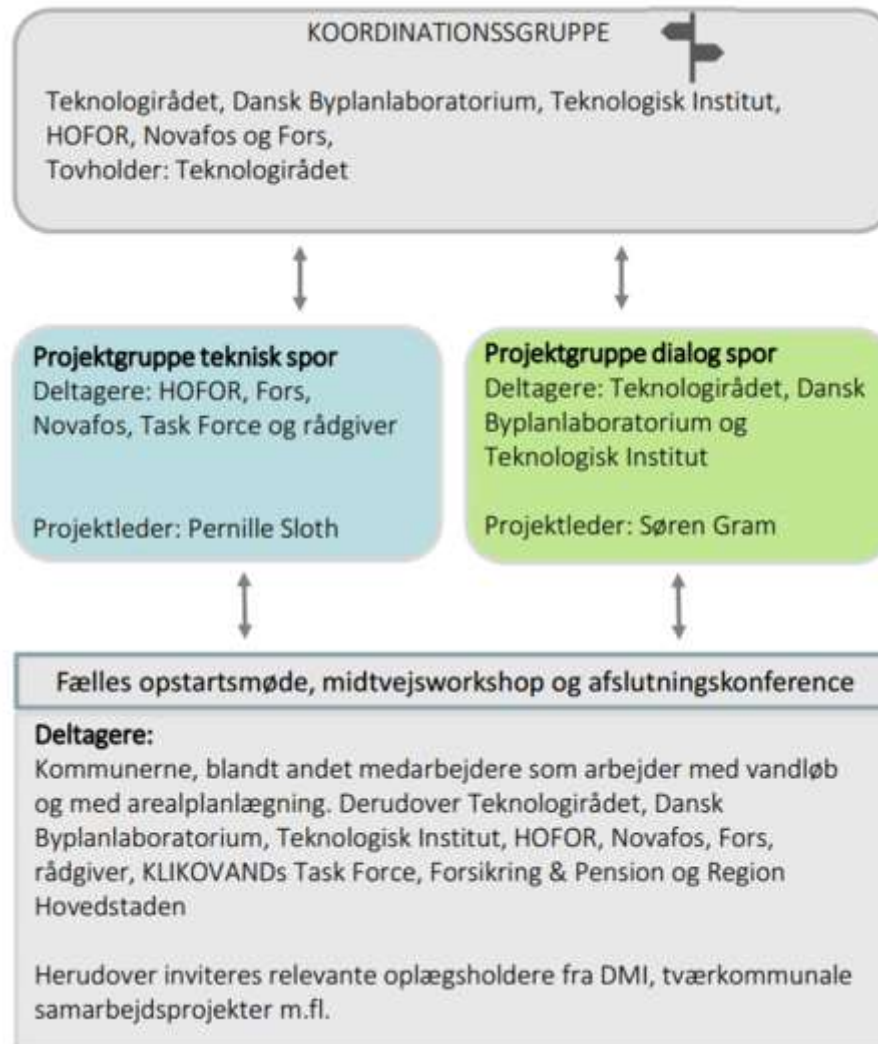 KOORDINATIONSSGRUPPE
Teknologirådet, Dansk Byplanlaboratorium, Teknologisk Institut,
HOFOR, Novafos og Fors,
Tovholder: Teknologirådet
Projektgruppe teknisk spor
Deltagere: HOFOR, Fors,
Novafos, Task Force og rådgiver
Projektleder: Pernille Sloth
Projektgruppe dialog spor
Deltagere: Teknologirådet, Dansk
Byplanlaboratorium og
Teknologisk Institut
Projektleder: Søren Gram
Fælles opstartsmøde, midtvejsworkshop og afslutningskonference
Deltagere:
Kommunerne, blandt andet medarbejdere som arbejder med vandløb
og med arealplanlægning. Derudover Teknologirådet, Dansk
Byplanlaboratorium, Teknologisk Institut, HOFOR, Novafos, Fors,
rådgiver, KLIKOVANDs Task Force, Forsikring & Pension og Region
Hovedstaden
Herudover inviteres relevante oplægsholdere fra DMI, tværkommunale
samarbejdsprojekter m.fl.